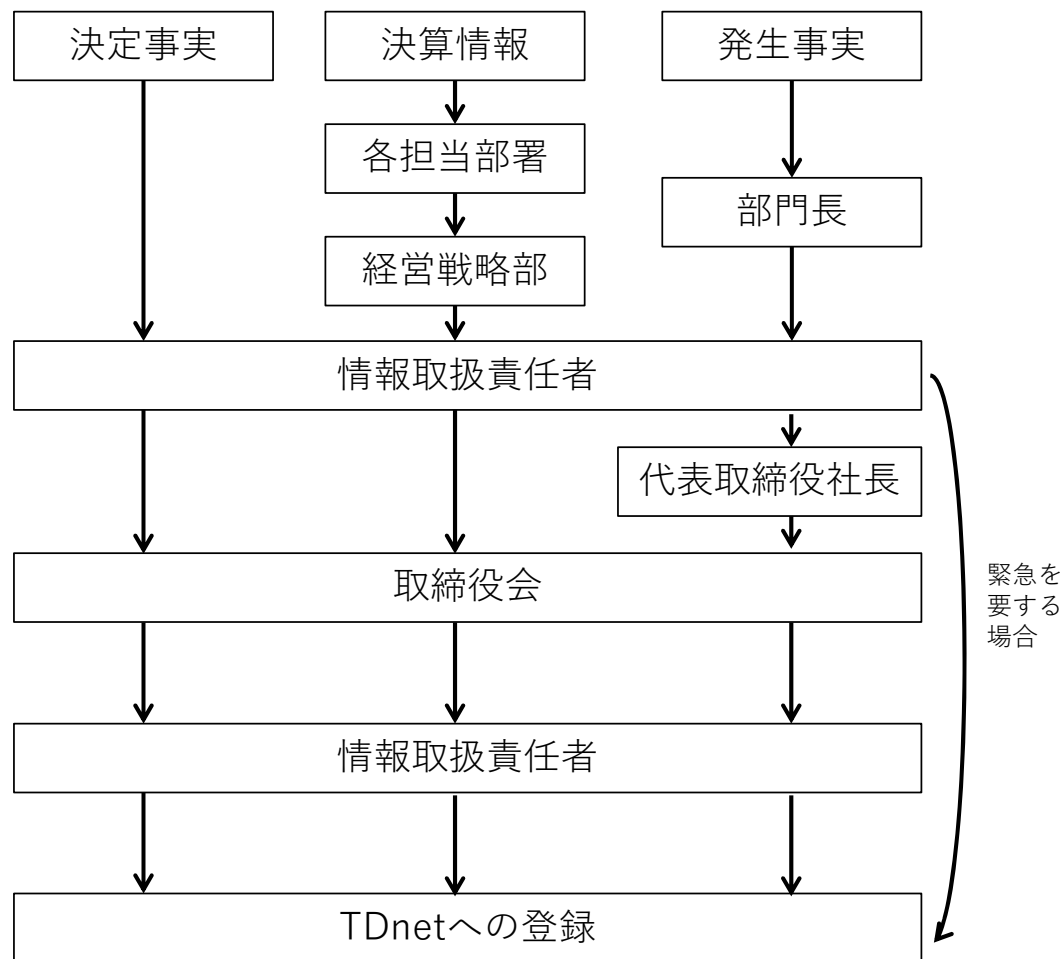 決定事実
決算情報
発生事実
各担当部署
部門長
経営戦略部
情報取扱責任者
代表取締役社長
取締役会
緊急を
要する
場合
情報取扱責任者
TDnetへの登録